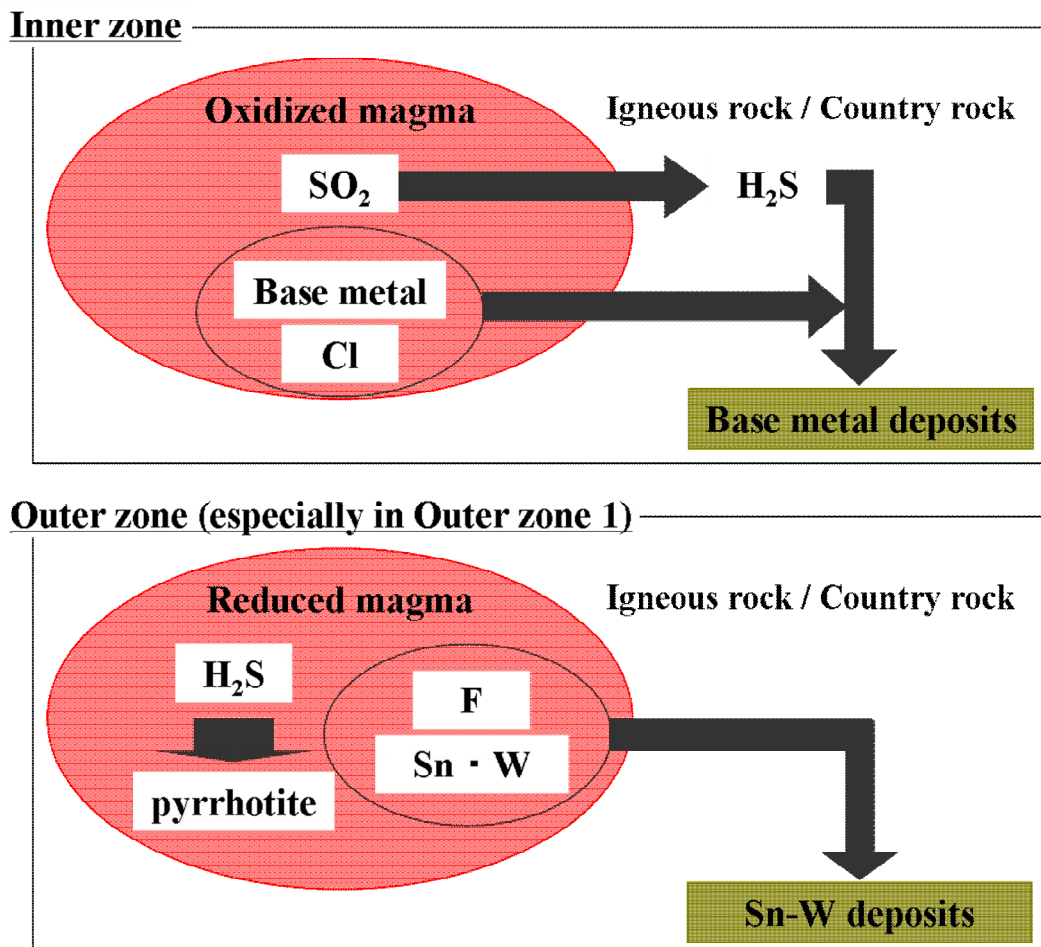 Inner zone
Oxidized magma
Igneous rock / Country rock
SO₂
H₂S
Base metal
Cl
Base metal deposits
Outer zone (especially in Outer zone 1)
Reduced magma
Igneous rock / Country rock
H₂S
F
Sn・W
pyrrhotite
Sn-W deposits